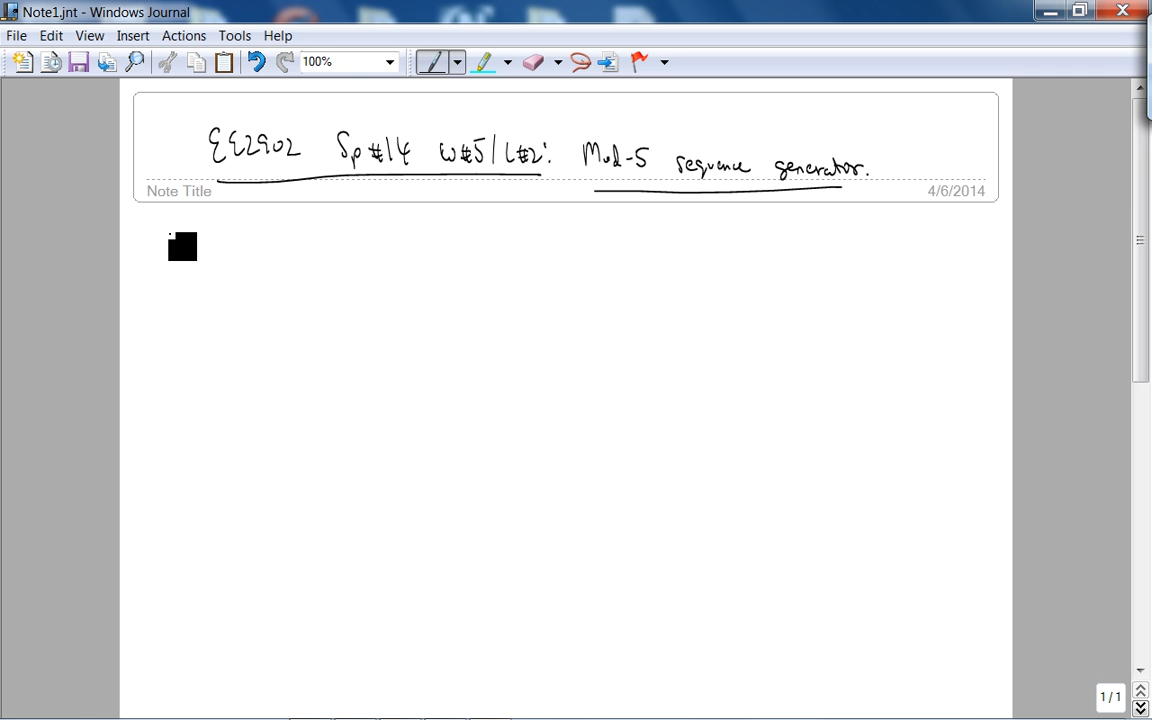 Note1.jnt - Windows Journal
File Edit View Insert Actions Tools Help
100%
EE2902 Sp#14 W#5/L#2: Mod-5 sequence generator.
Note Title 4/6/2014
1/1